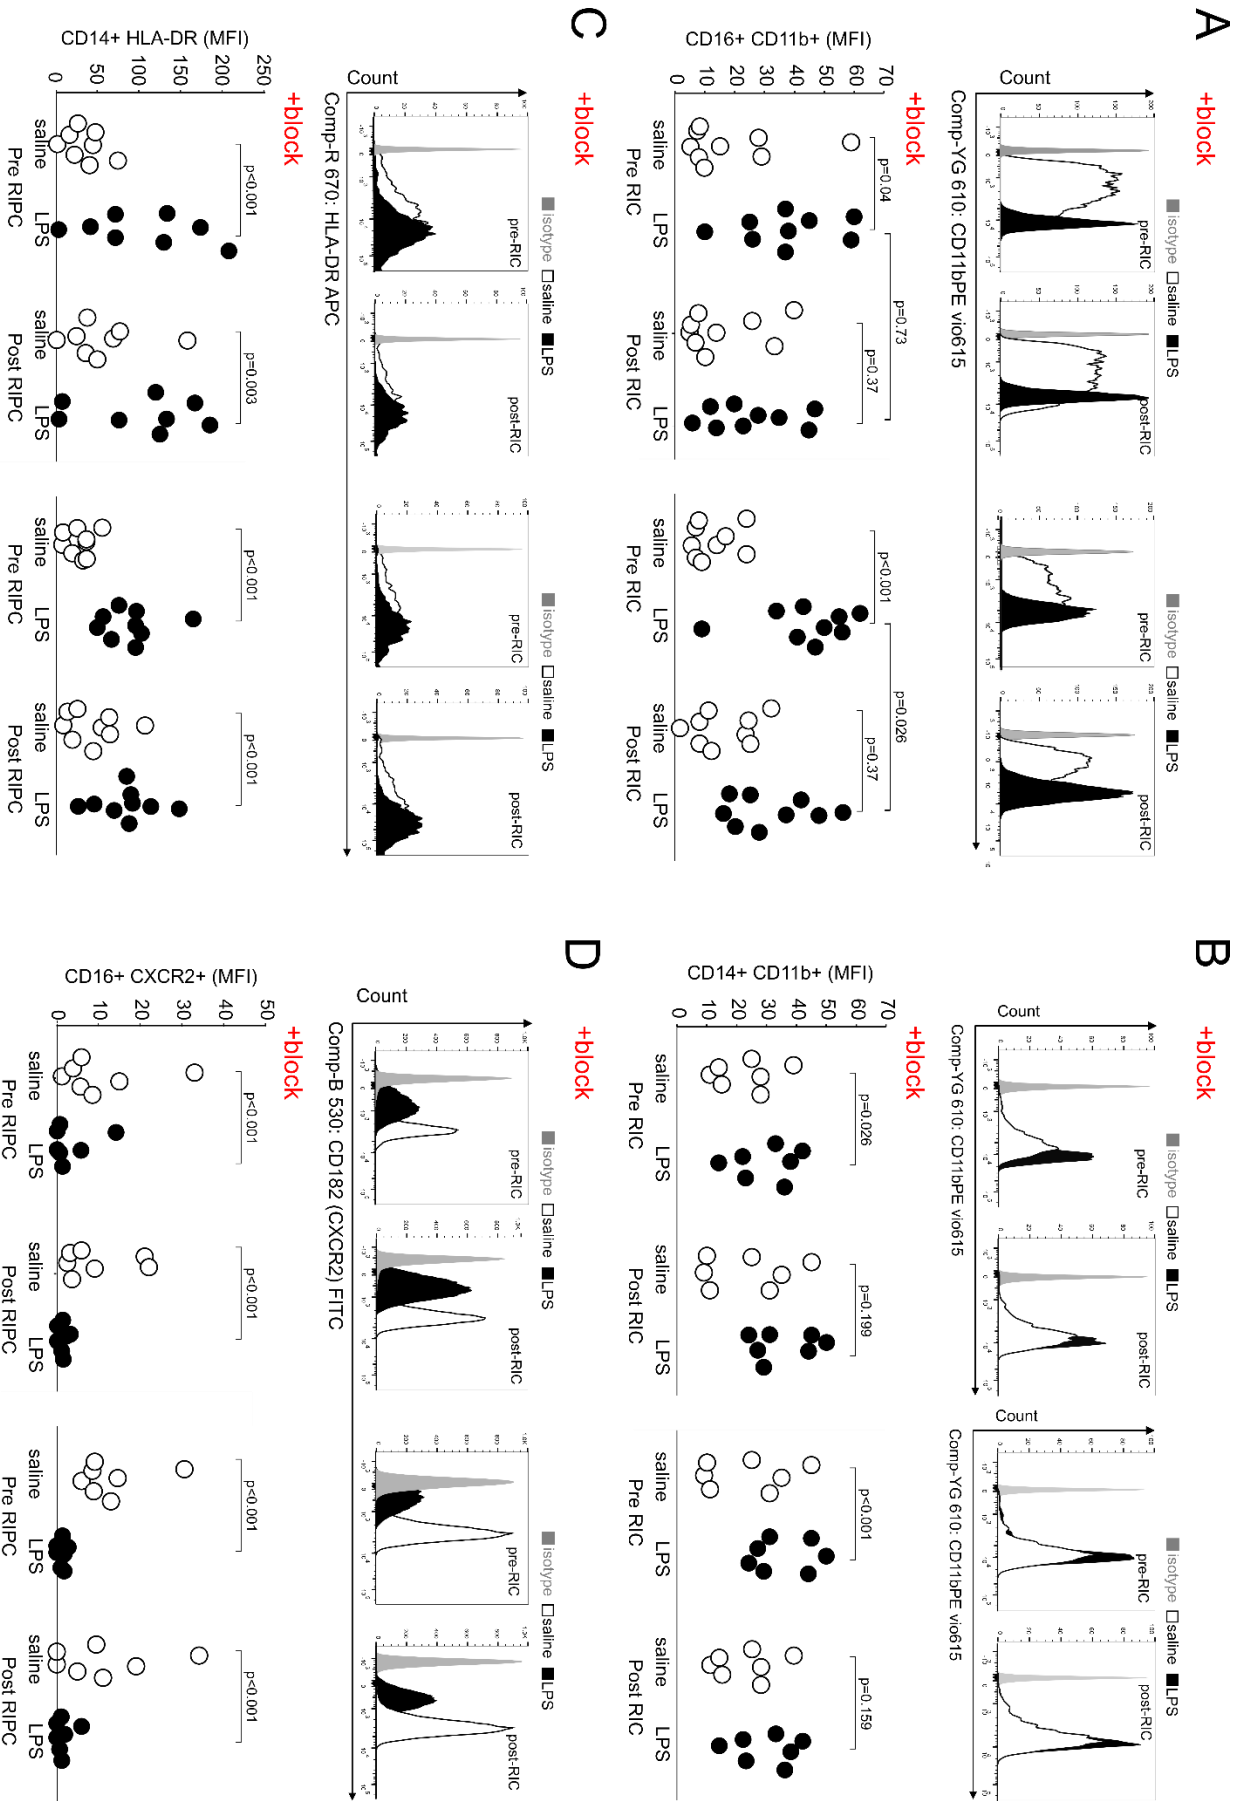 A
+block
isotype saline LPS
isotype saline LPS
pre-RIC
post-RIC
pre-RIC
post-RIC
Comp-YG 610: CD11bPE vio615
+block
CD16+ CD11b+ (MFI)
70
60
50
40
30
20
10
0
p=0.73
p=0.04
p=0.37
p=0.026
p<0.001
p=0.37
saline LPS saline LPS saline LPS saline LPS
Pre RIC Post RIC Pre RIC Post RIC
B
+block
isotype saline LPS
isotype saline LPS
Count
pre-RIC
post-RIC
Count
pre-RIC
post-RIC
Comp-YG 610: CD11bPE vio615
Comp-YG 610: CD11bPE vio615
+block
CD14+ CD11b+ (MFI)
70
60
50
40
30
20
10
0
p=0.026
p=0.199
p<0.001
p=0.159
saline LPS saline LPS saline LPS saline LPS
Pre RIC Post RIC Pre RIC Post RIC
C
+block
isotype saline LPS
isotype saline LPS
Count
pre-RIC
post-RIC
pre-RIC
post-RIC
Comp-R 670: HLA-DR APC
+block
CD14+ HLA-DR (MFI)
250
200
150
100
50
0
p<0.001
p=0.003
p<0.001
p<0.001
saline LPS saline LPS saline LPS saline LPS
Pre RIPC Post RIPC Pre RIPC Post RIPC
D
+block
isotype saline LPS
isotype saline LPS
Count
pre-RIC
post-RIC
pre-RIC
post-RIC
Comp-B 530: CD182 (CXCR2) FITC
+block
CD16+ CXCR2+ (MFI)
50
40
30
20
10
0
p<0.001
p<0.001
p<0.001
p<0.001
saline LPS saline LPS saline LPS saline LPS
Pre RIPC Post RIPC Pre RIPC Post RIPC